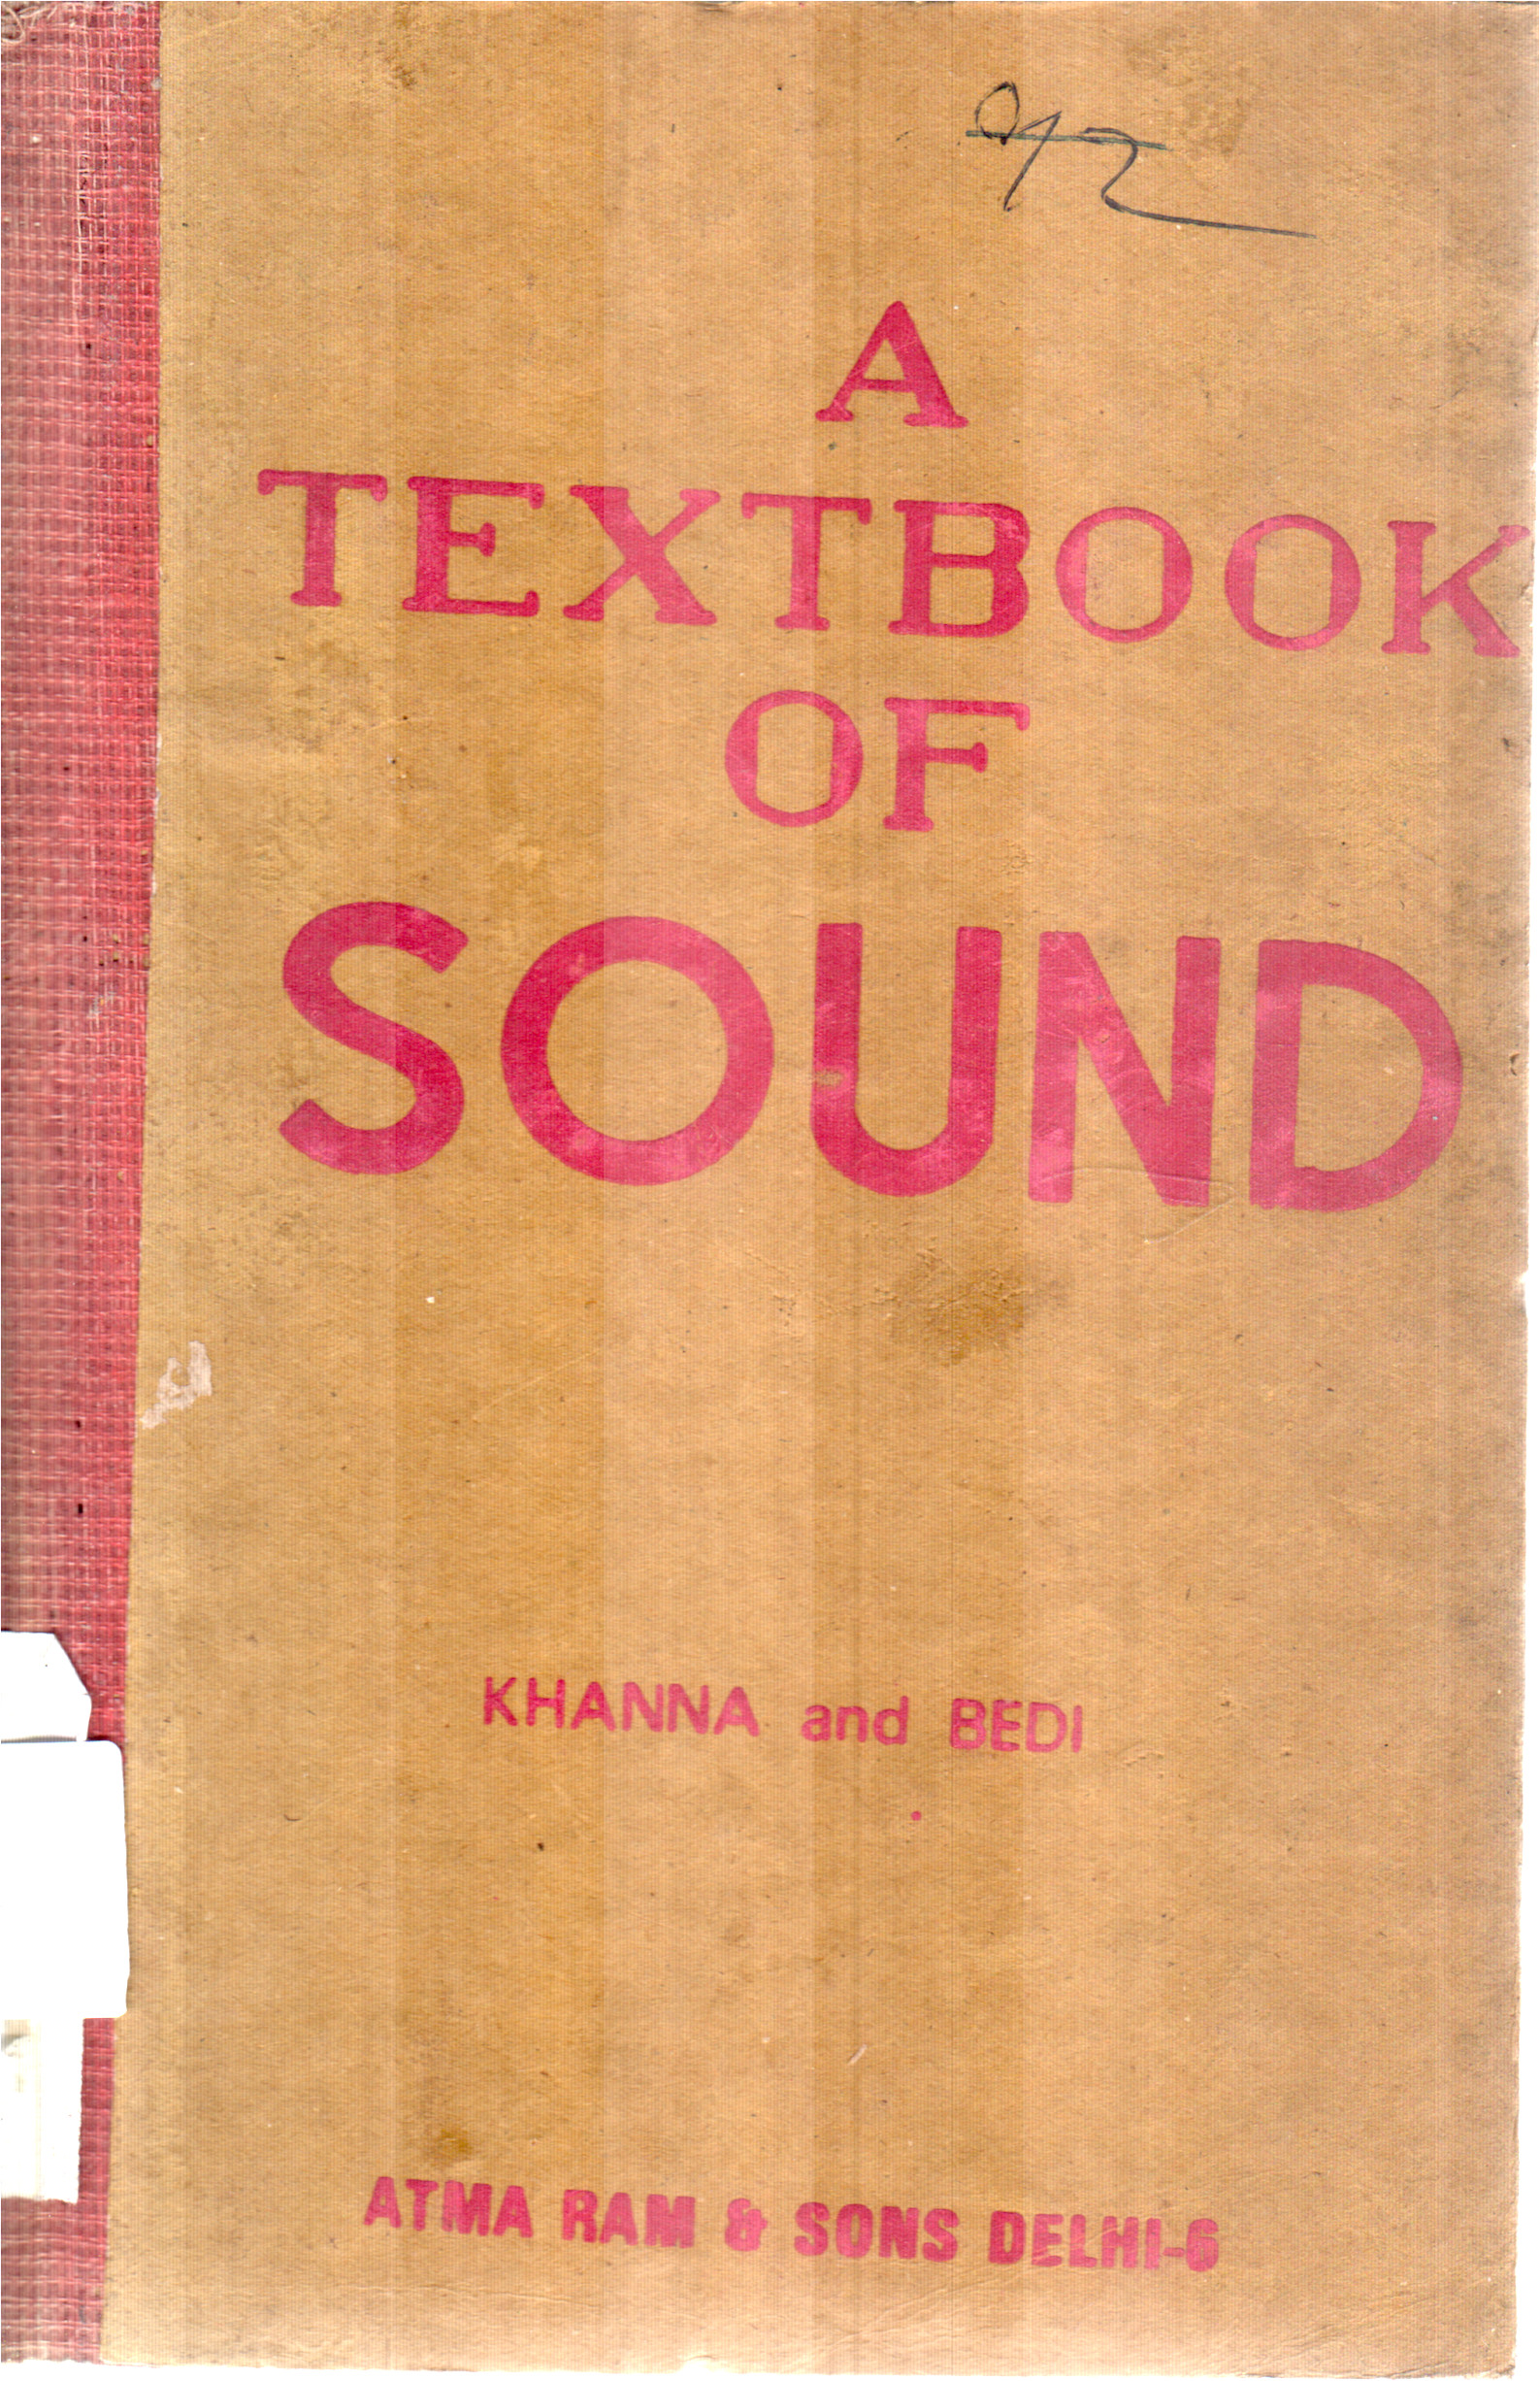 A
TEXTBOOK
OF
SOUND
KHANNA and BEDI
ATMA RAM & SONS DELHI-6